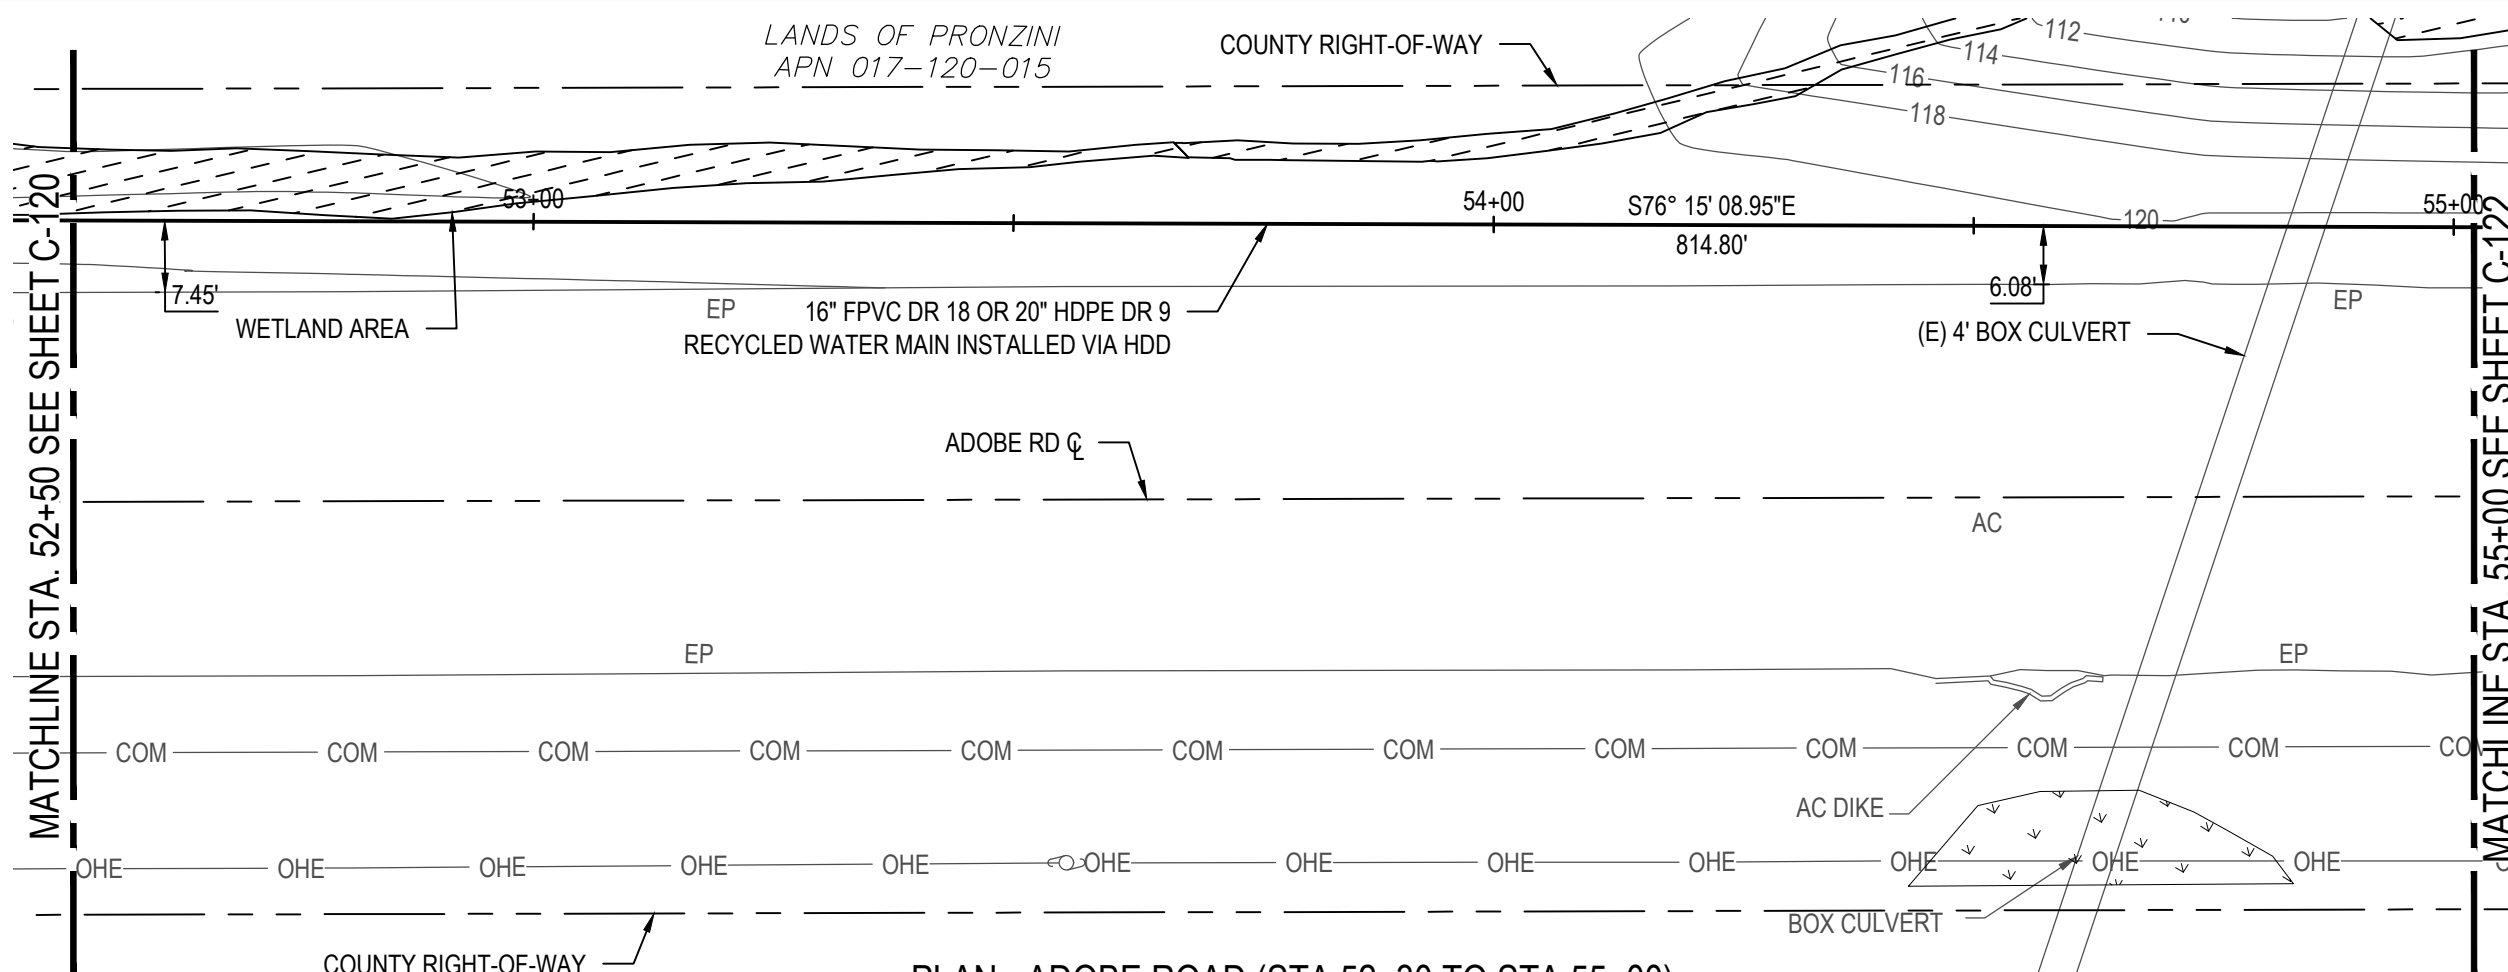 LANDS OF PRONZINI
APN 017-120-015
COUNTY RIGHT-OF-WAY
112
114
116
118
120
53+00
54+00
S76° 15' 08.95"E
814.80'
55+00
7.45'
WETLAND AREA
EP
16" FPVC DR 18 OR 20" HDPE DR 9
RECYCLED WATER MAIN INSTALLED VIA HDD
6.08'
EP
(E) 4' BOX CULVERT
MATCHLINE STA. 52+50 SEE SHEET C-120
MATCHLINE STA. 55+00 SEE SHEET C-122
ADOBE RD ℄
AC
EP
EP
COM COM COM COM COM COM COM COM COM COM COM
AC DIKE
OHE OHE OHE OHE OHE OHE OHE OHE OHE OHE OHE OHE
BOX CULVERT
COUNTY RIGHT-OF-WAY
PLAN - ADOBE ROAD